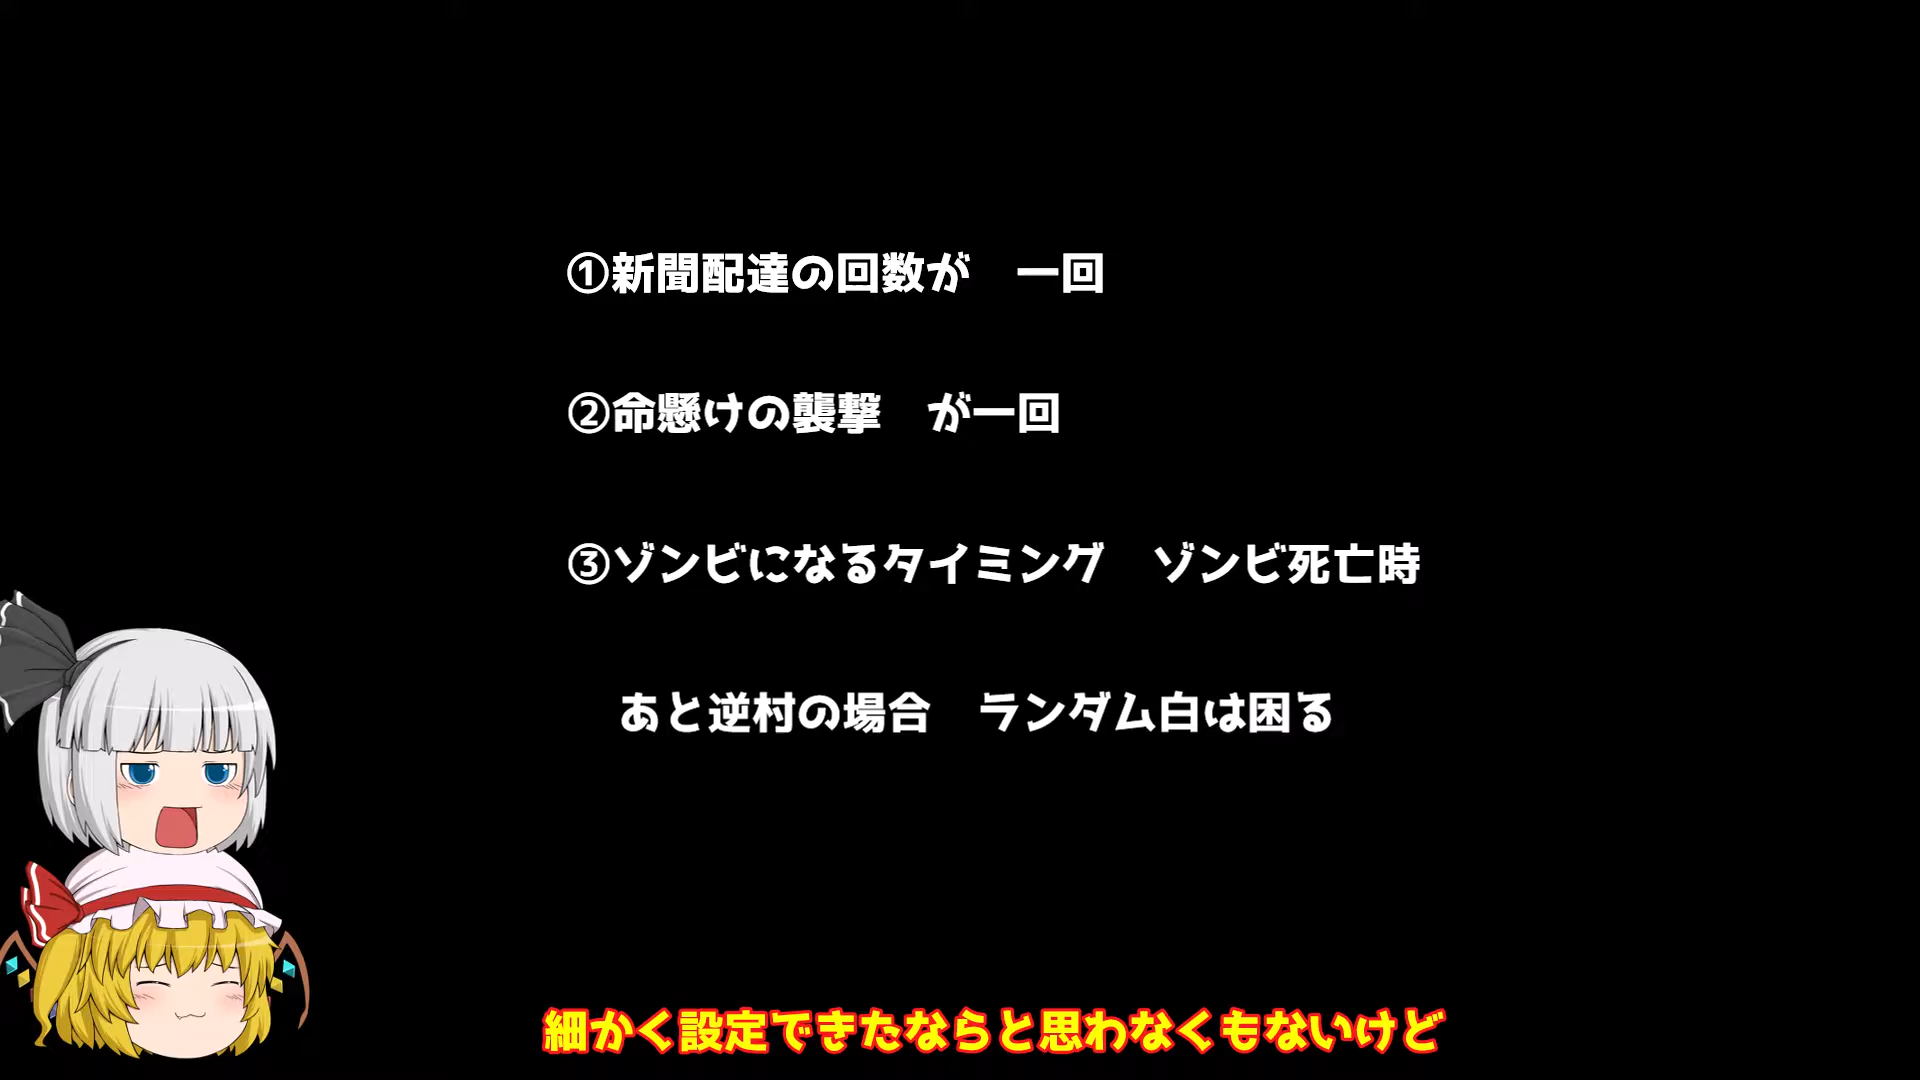 ①新聞配達の回数が　一回
②命懸けの襲撃　が一回
③ゾンビになるタイミング　ゾンビ死亡時
あと逆村の場合　ランダム白は困る
細かく設定できたならと思わなくもないけど